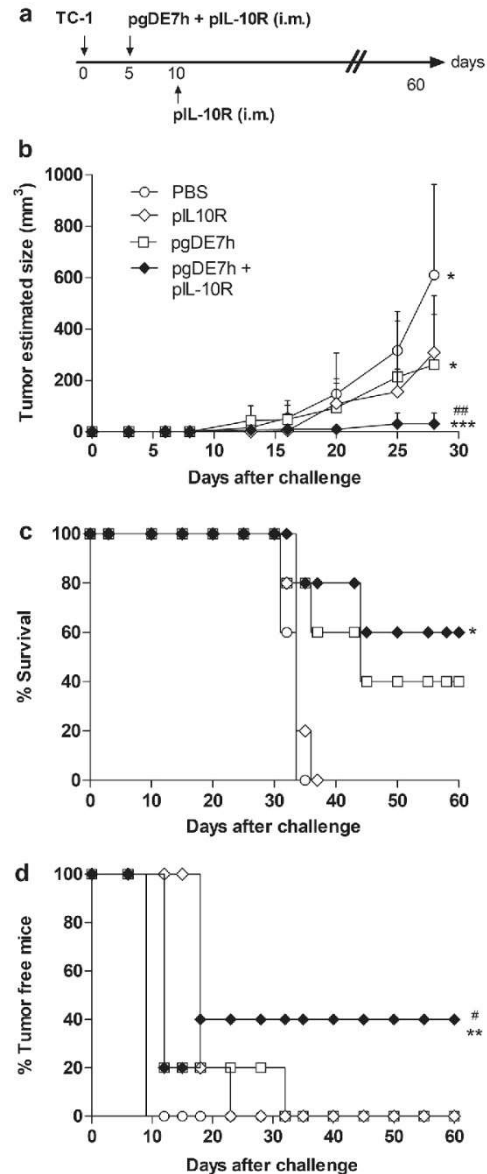 a
TC-1 pgDE7h + pIL-10R (i.m.)
0 5 10 days
60
pIL-10R (i.m.)
b
1000
800
600
400
200
0
Tumor estimated size (mm³)
PBS
pIL10R
pgDE7h
pgDE7h +
pIL-10R
*
*
##
***
0 5 10 15 20 25 30
Days after challenge
c
100
80
60
40
20
0
% Survival
*
0 10 20 30 40 50 60
Days after challenge
d
100
80
60
40
20
0
% Tumor free mice
#
**
0 10 20 30 40 50 60
Days after challenge